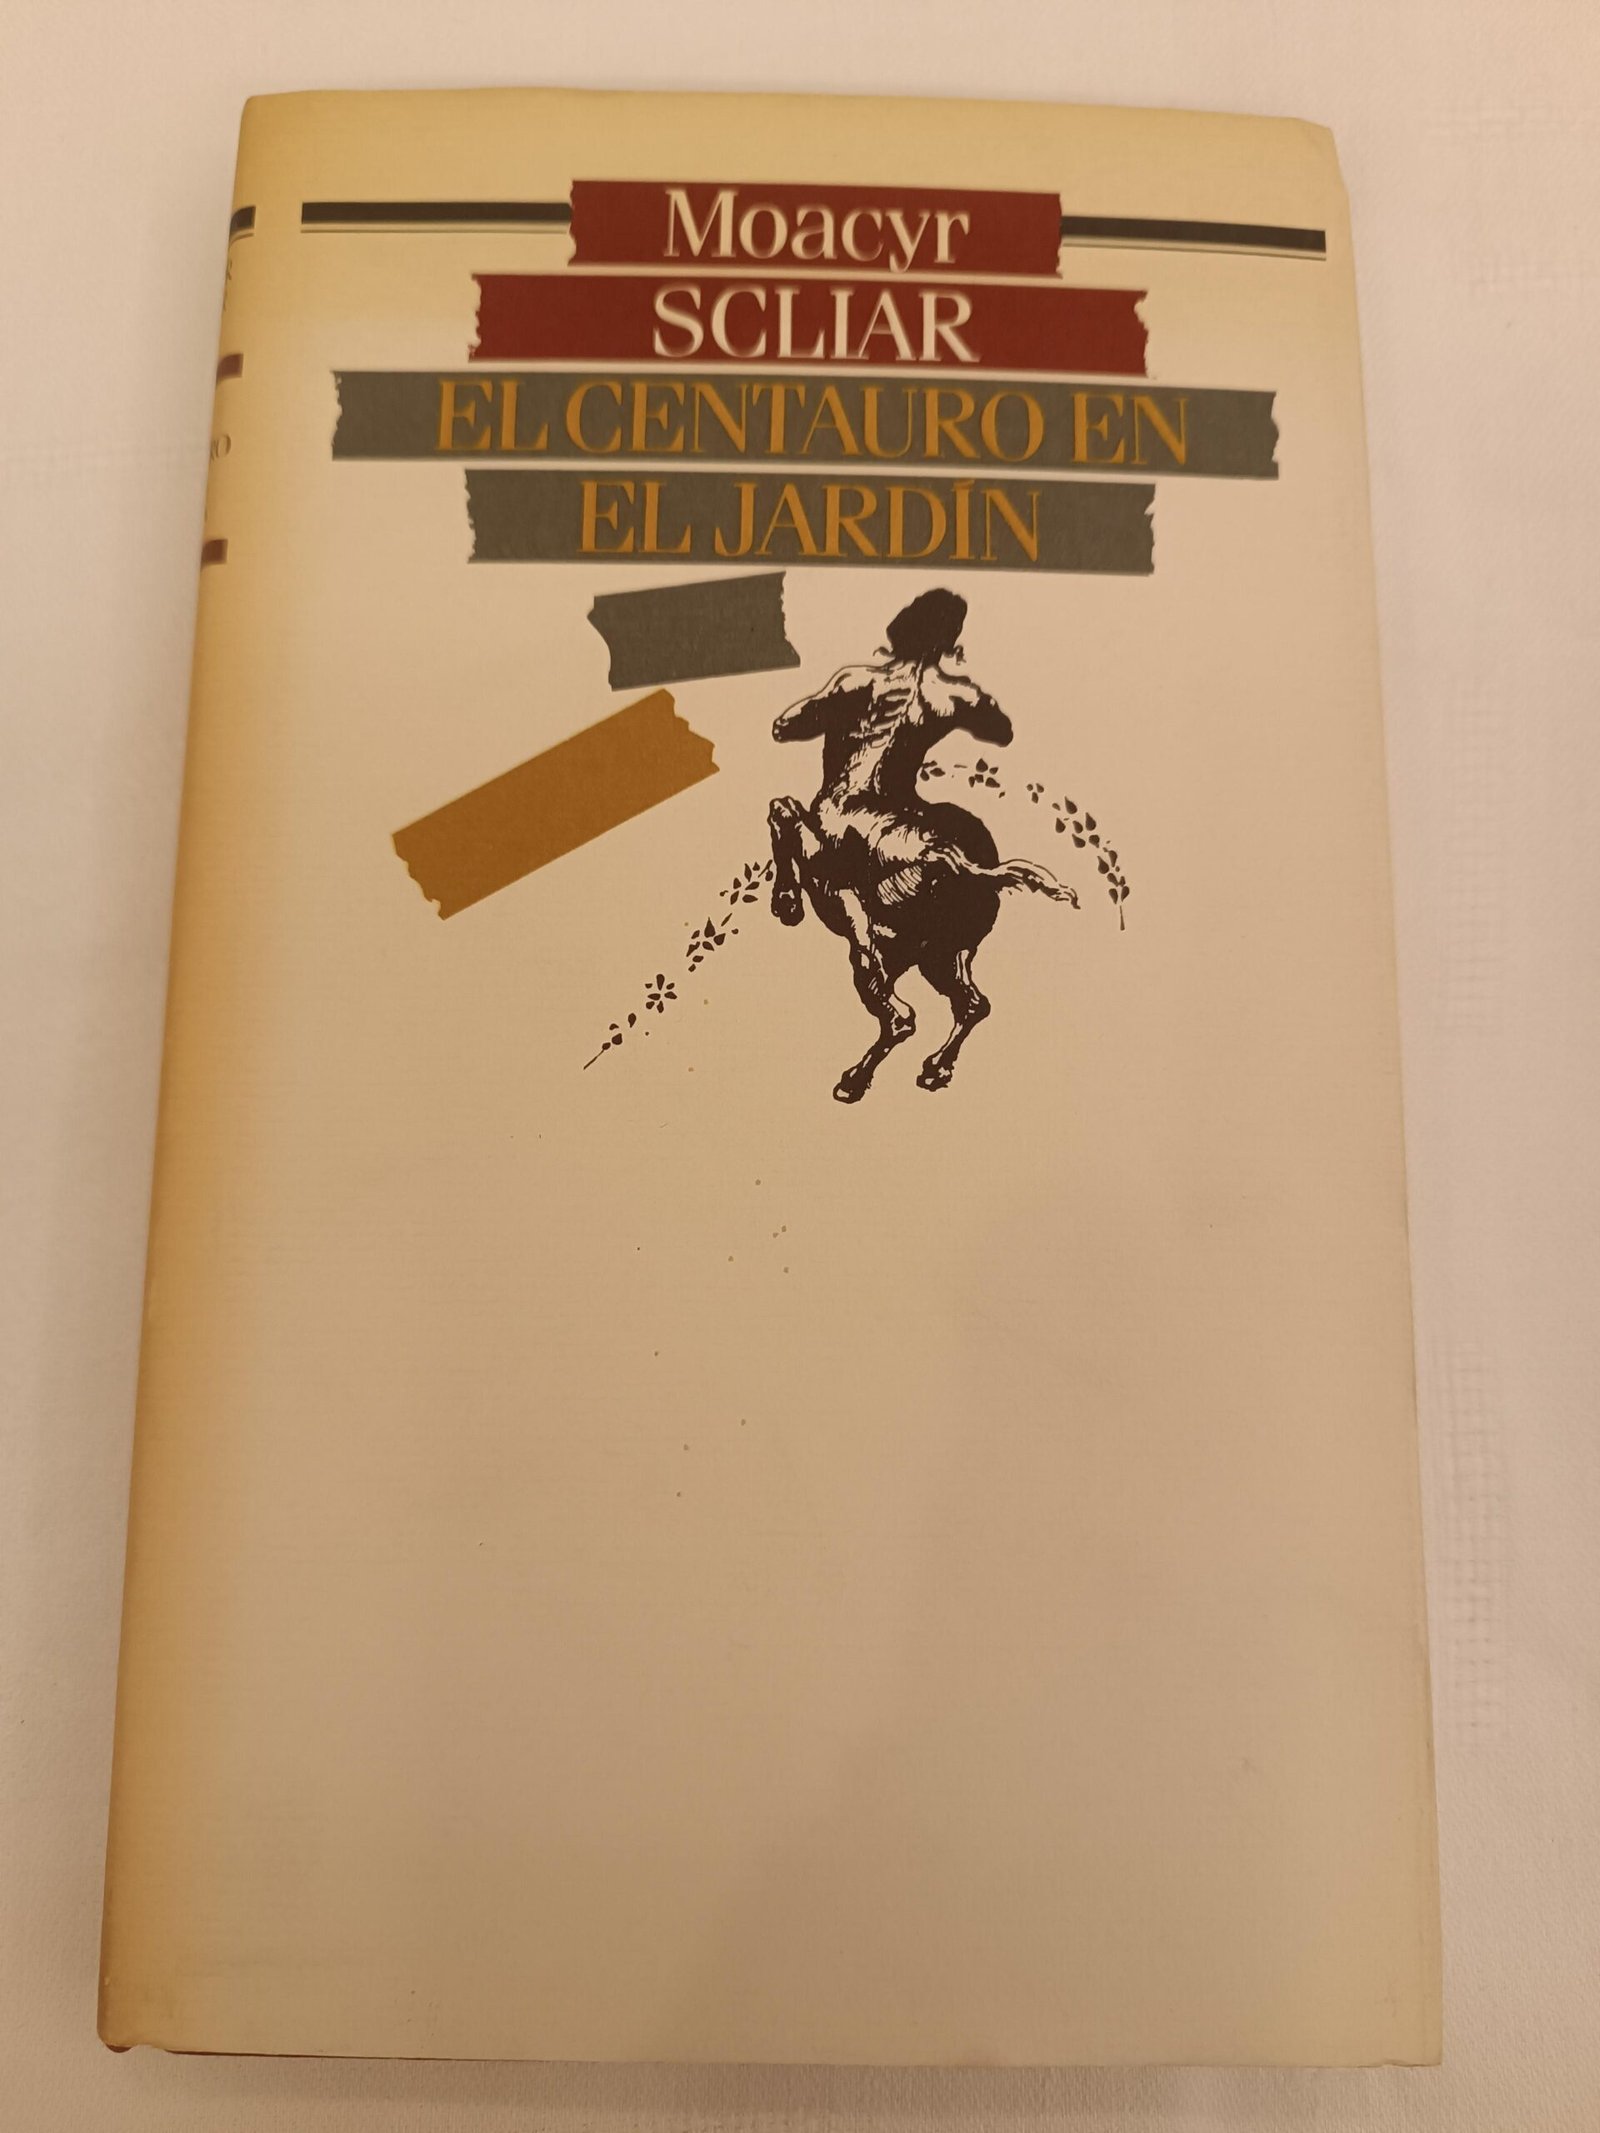 Moacyr
SCLIAR
EL CENTAURO EN
EL JARDÍN